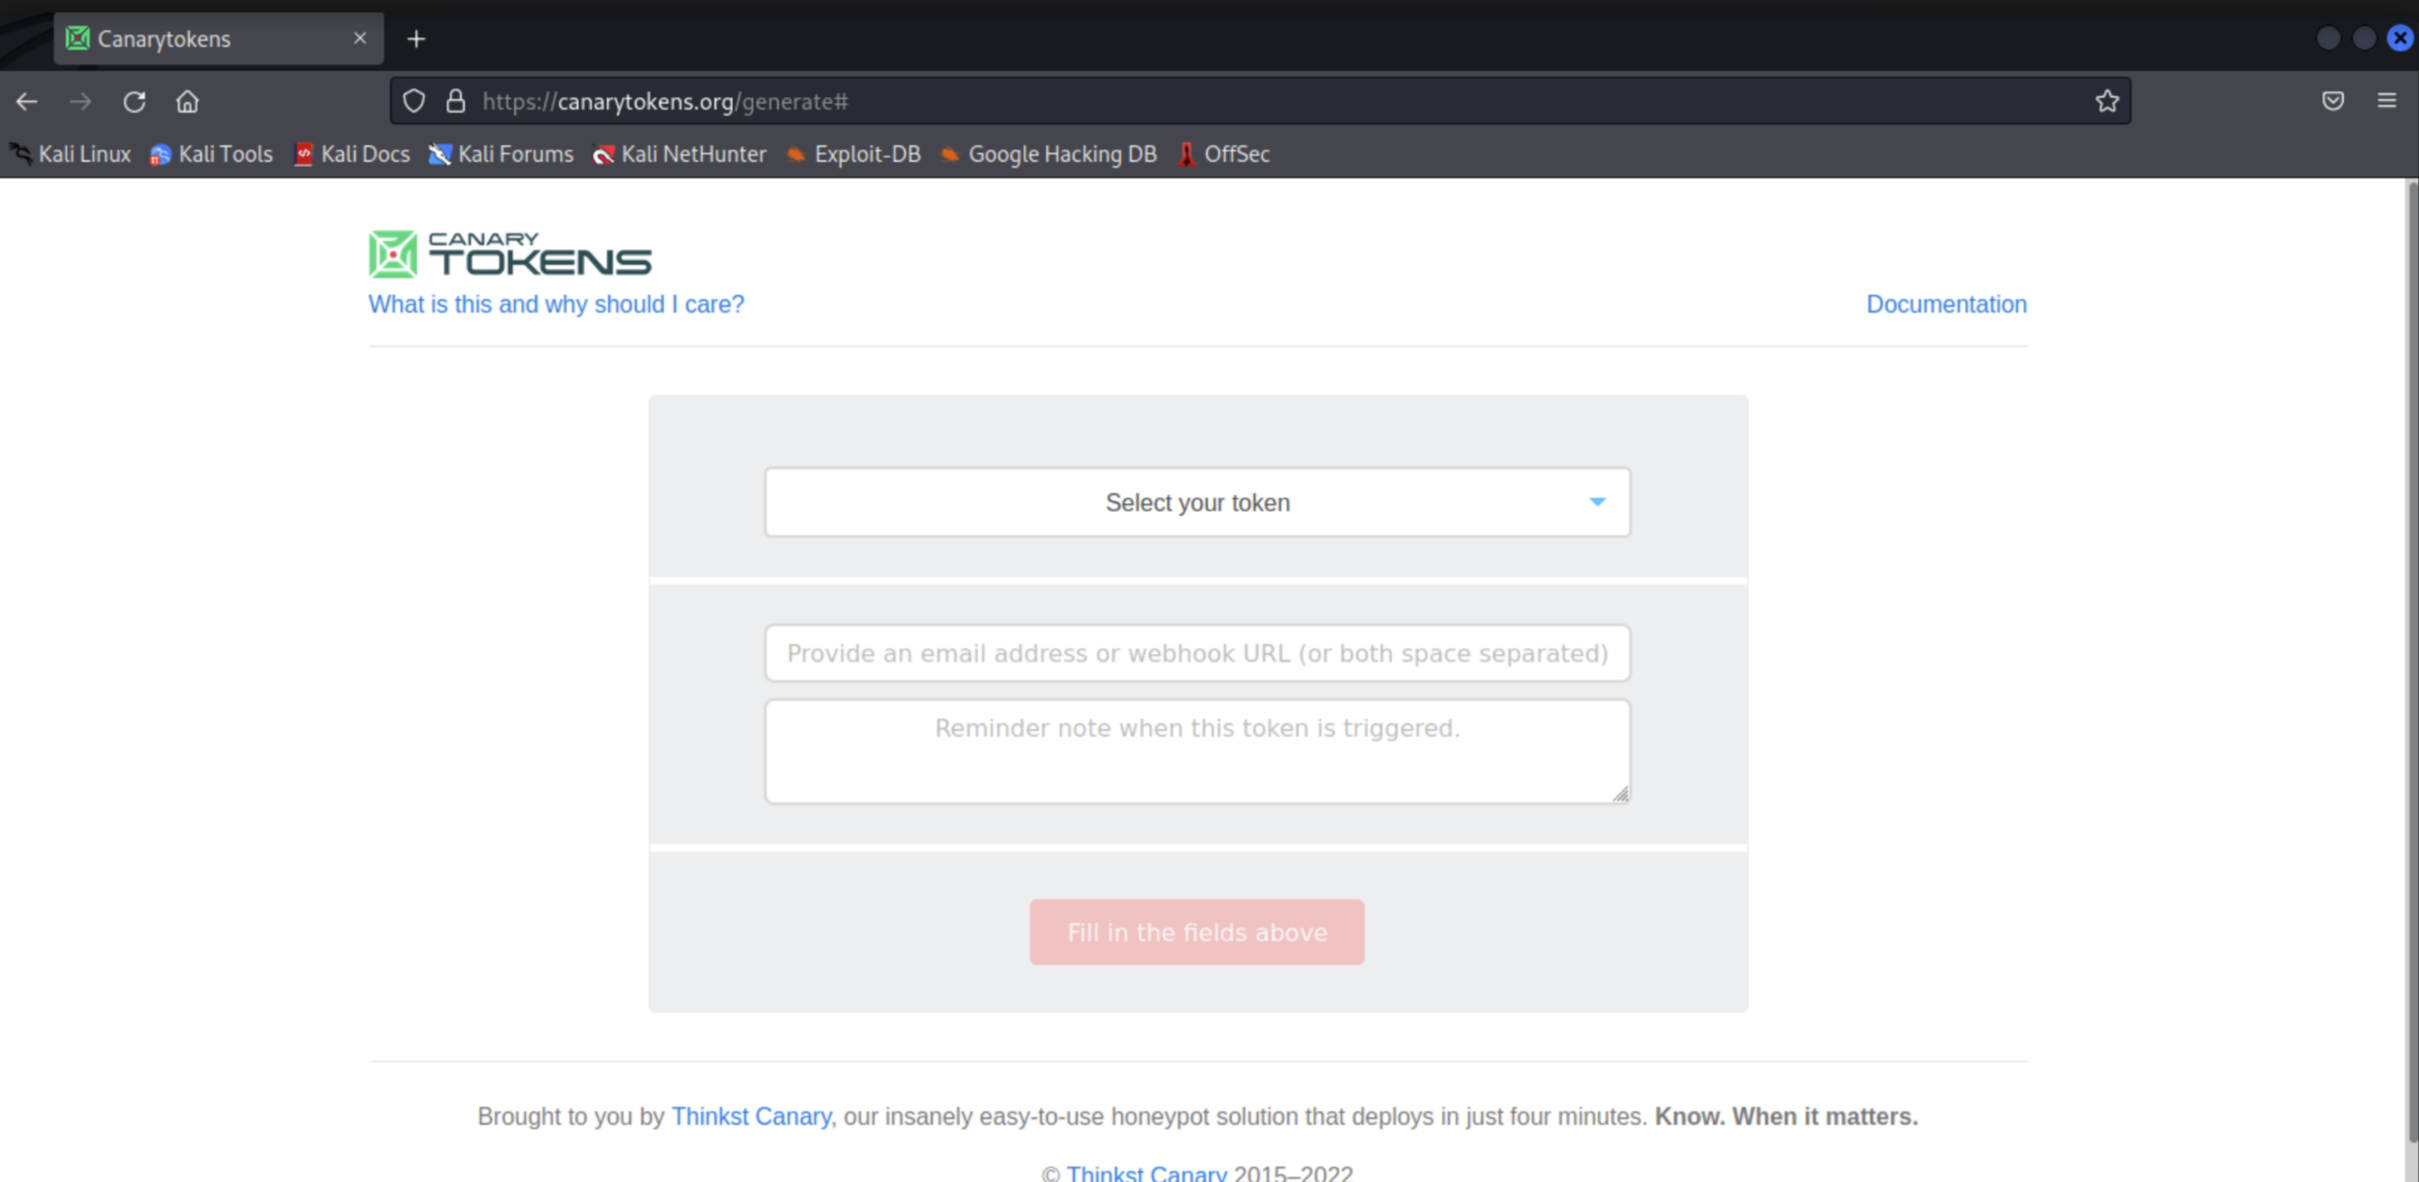 Canarytokens
https://canarytokens.org/generate#
Kali Linux Kali Tools Kali Docs Kali Forums Kali NetHunter Exploit-DB Google Hacking DB OffSec
CANARY
TOKENS
What is this and why should I care? Documentation
Select your token
Provide an email address or webhook URL (or both space separated)
Reminder note when this token is triggered.
Fill in the fields above
Brought to you by Thinkst Canary, our insanely easy-to-use honeypot solution that deploys in just four minutes. Know. When it matters.
© Thinkst Canary 2015–2022